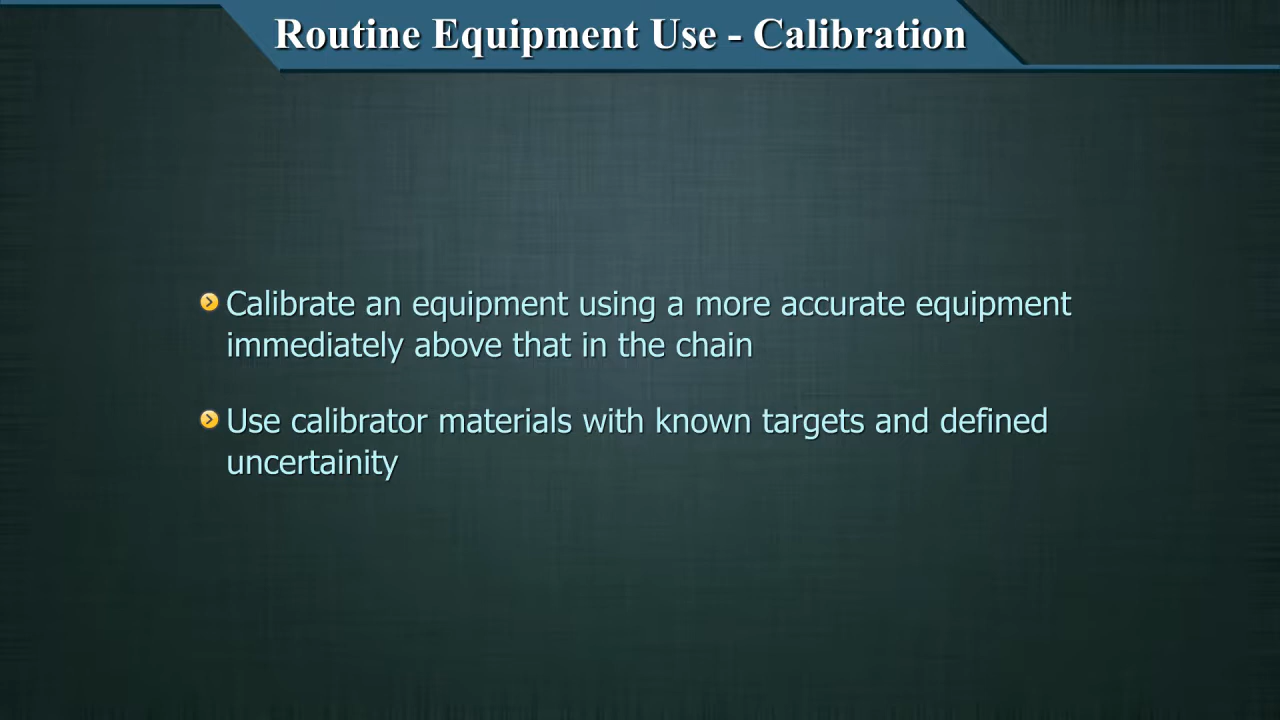 Routine Equipment Use - Calibration
Calibrate an equipment using a more accurate equipment
immediately above that in the chain
Use calibrator materials with known targets and defined
uncertainity